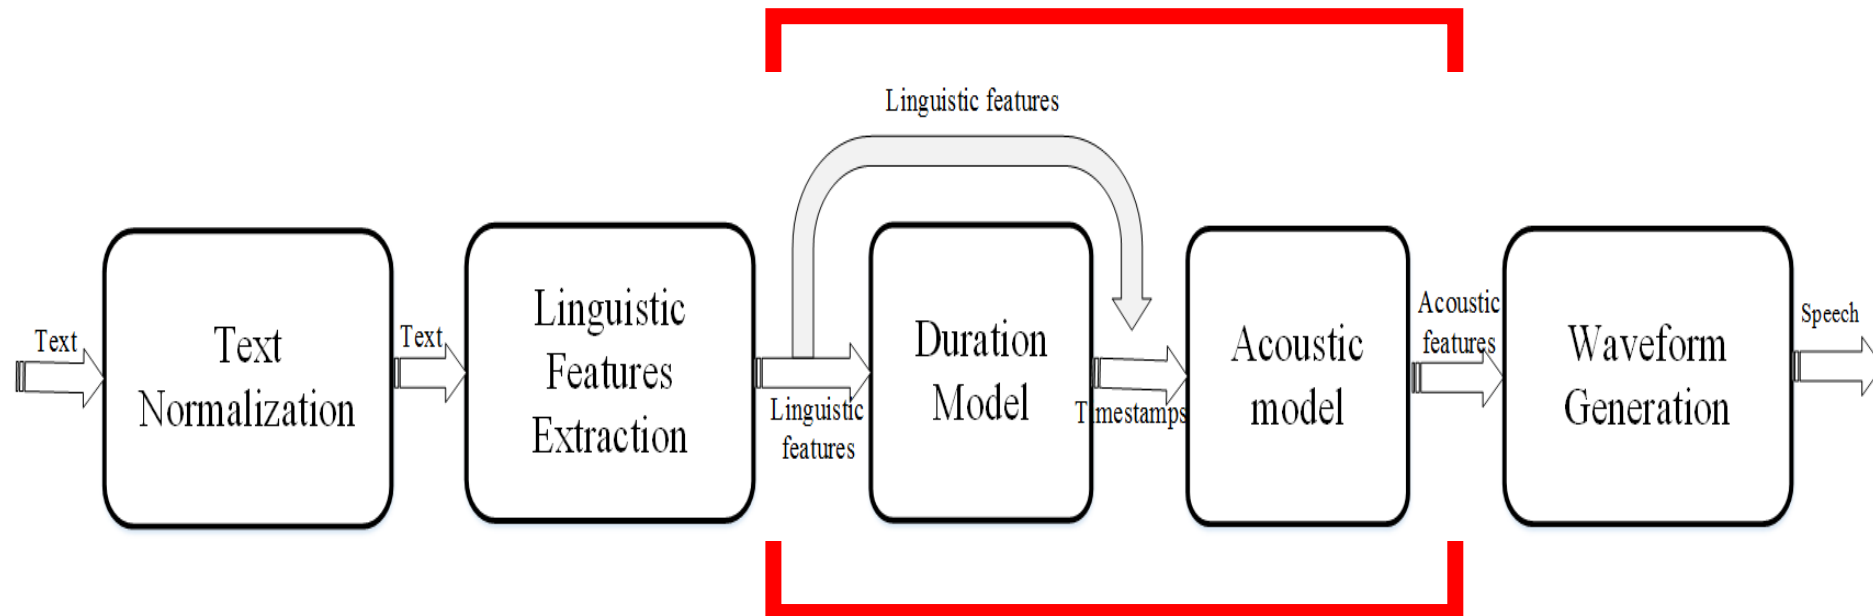 Linguistic features
Text
Text
Normalization
Text
Linguistic
Features
Extraction
Linguistic
features
Duration
Model
Timestamps
Acoustic
model
Acoustic
features
Waveform
Generation
Speech